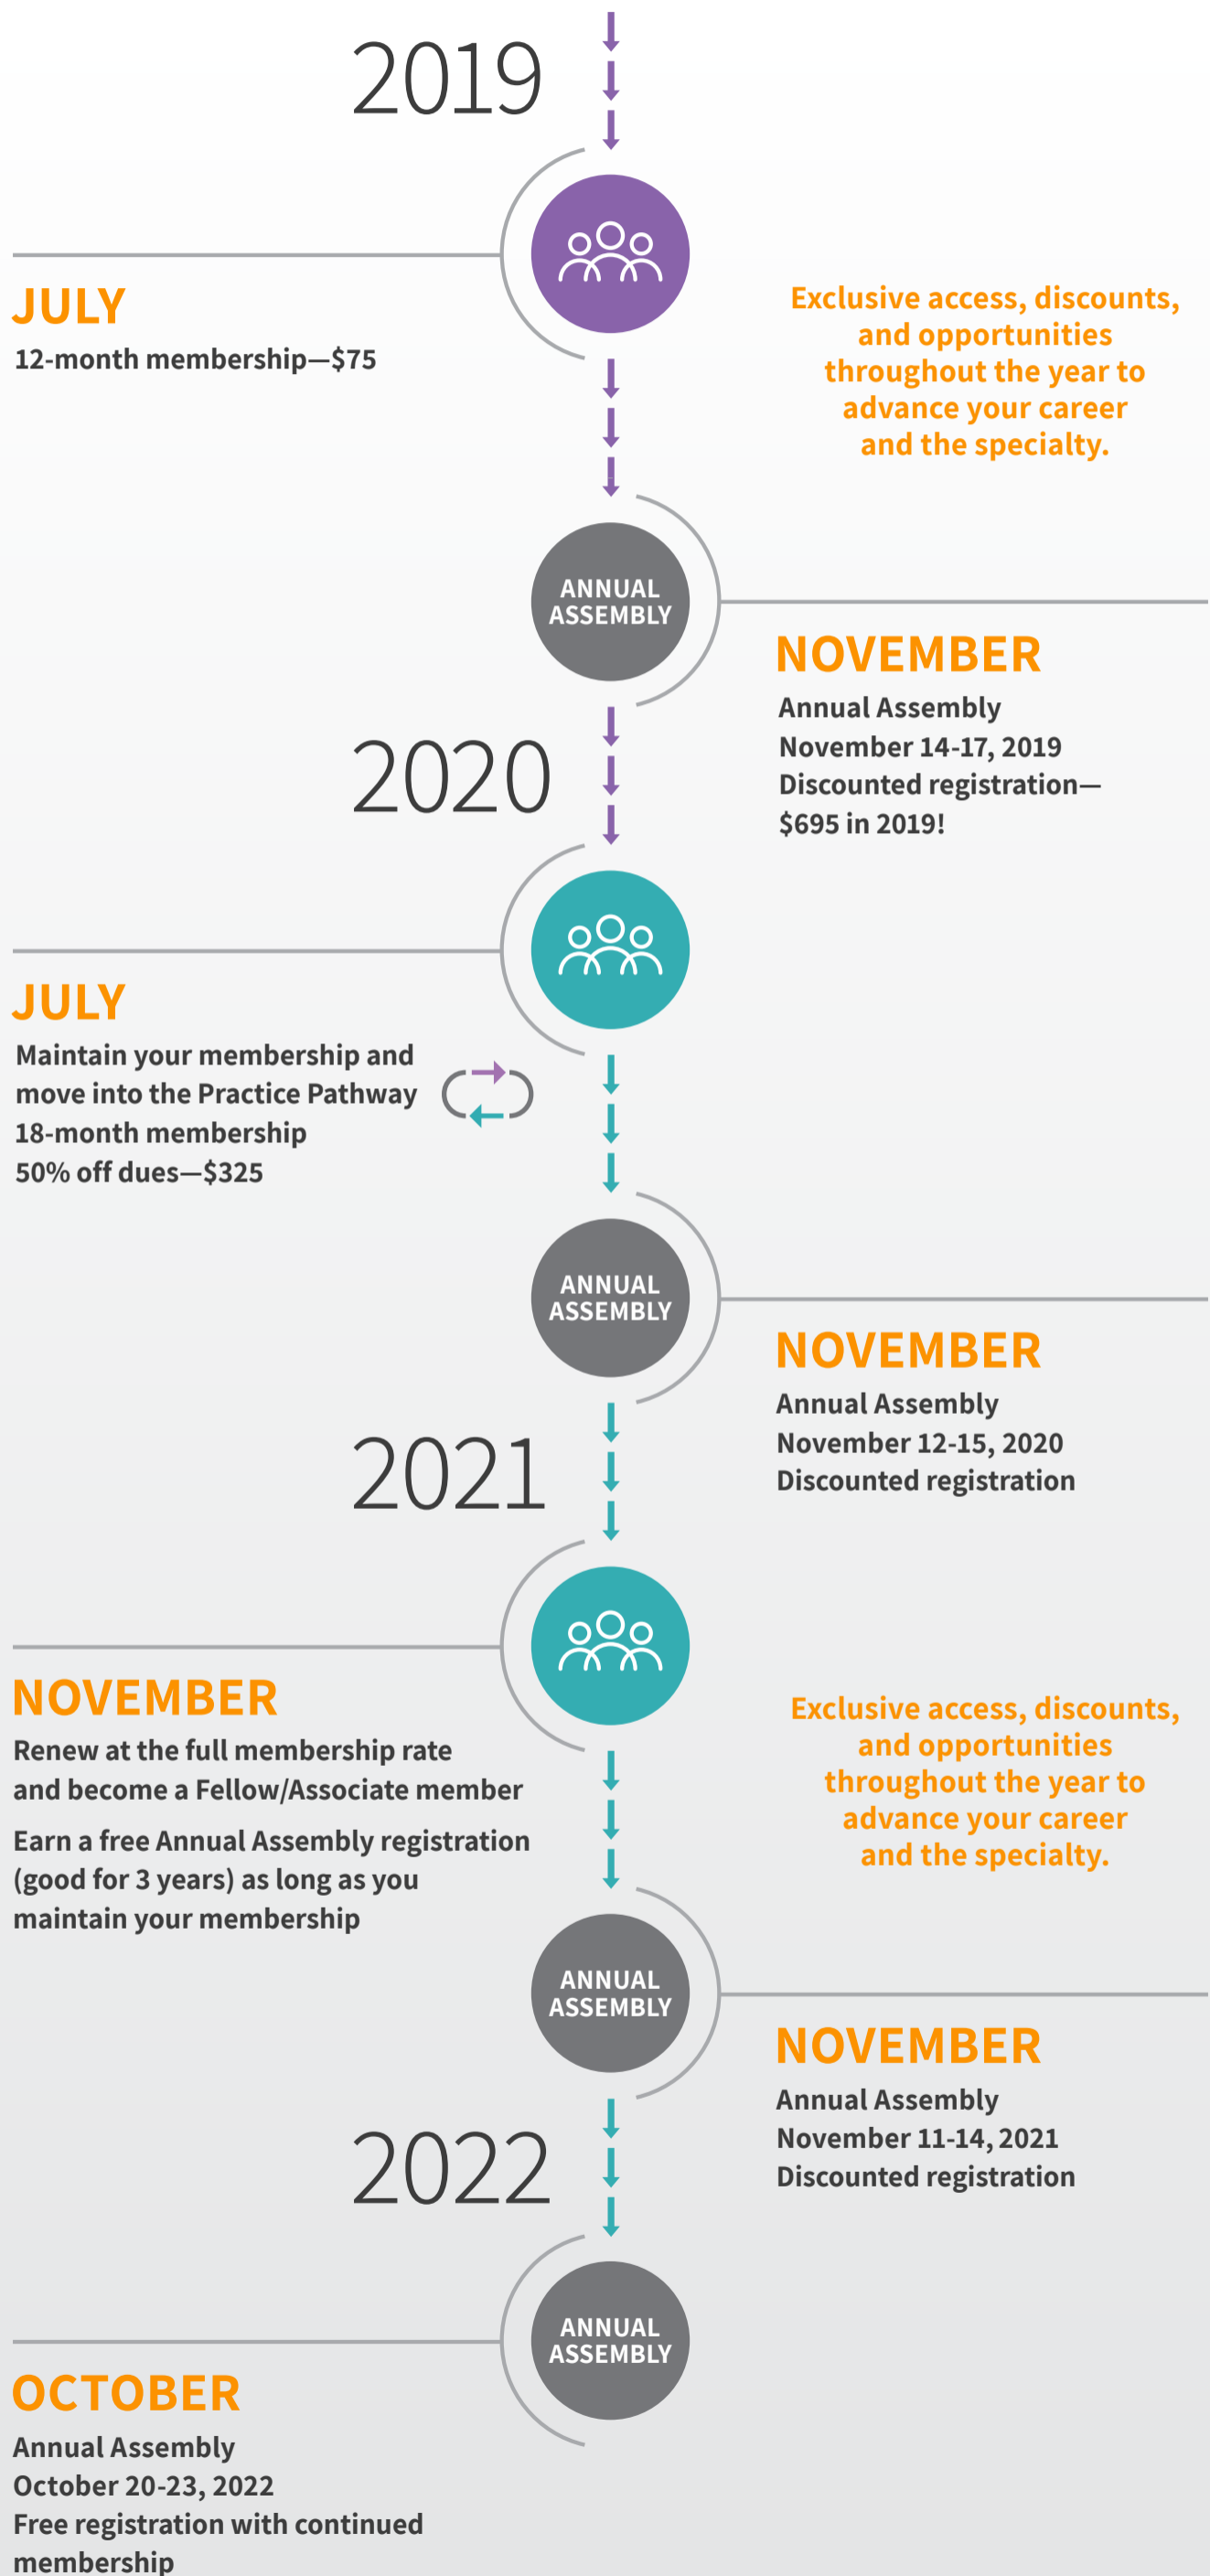 2019
JULY
12-month membership—$75
Exclusive access, discounts,
and opportunities
throughout the year to
advance your career
and the specialty.
ANNUAL
ASSEMBLY
NOVEMBER
Annual Assembly
November 14-17, 2019
Discounted registration—
$695 in 2019!
2020
JULY
Maintain your membership and
move into the Practice Pathway
18-month membership
50% off dues—$325
ANNUAL
ASSEMBLY
NOVEMBER
Annual Assembly
November 12-15, 2020
Discounted registration
2021
NOVEMBER
Renew at the full membership rate
and become a Fellow/Associate member
Earn a free Annual Assembly registration
(good for 3 years) as long as you
maintain your membership
Exclusive access, discounts,
and opportunities
throughout the year to
advance your career
and the specialty.
ANNUAL
ASSEMBLY
NOVEMBER
Annual Assembly
November 11-14, 2021
Discounted registration
2022
ANNUAL
ASSEMBLY
OCTOBER
Annual Assembly
October 20-23, 2022
Free registration with continued
membership